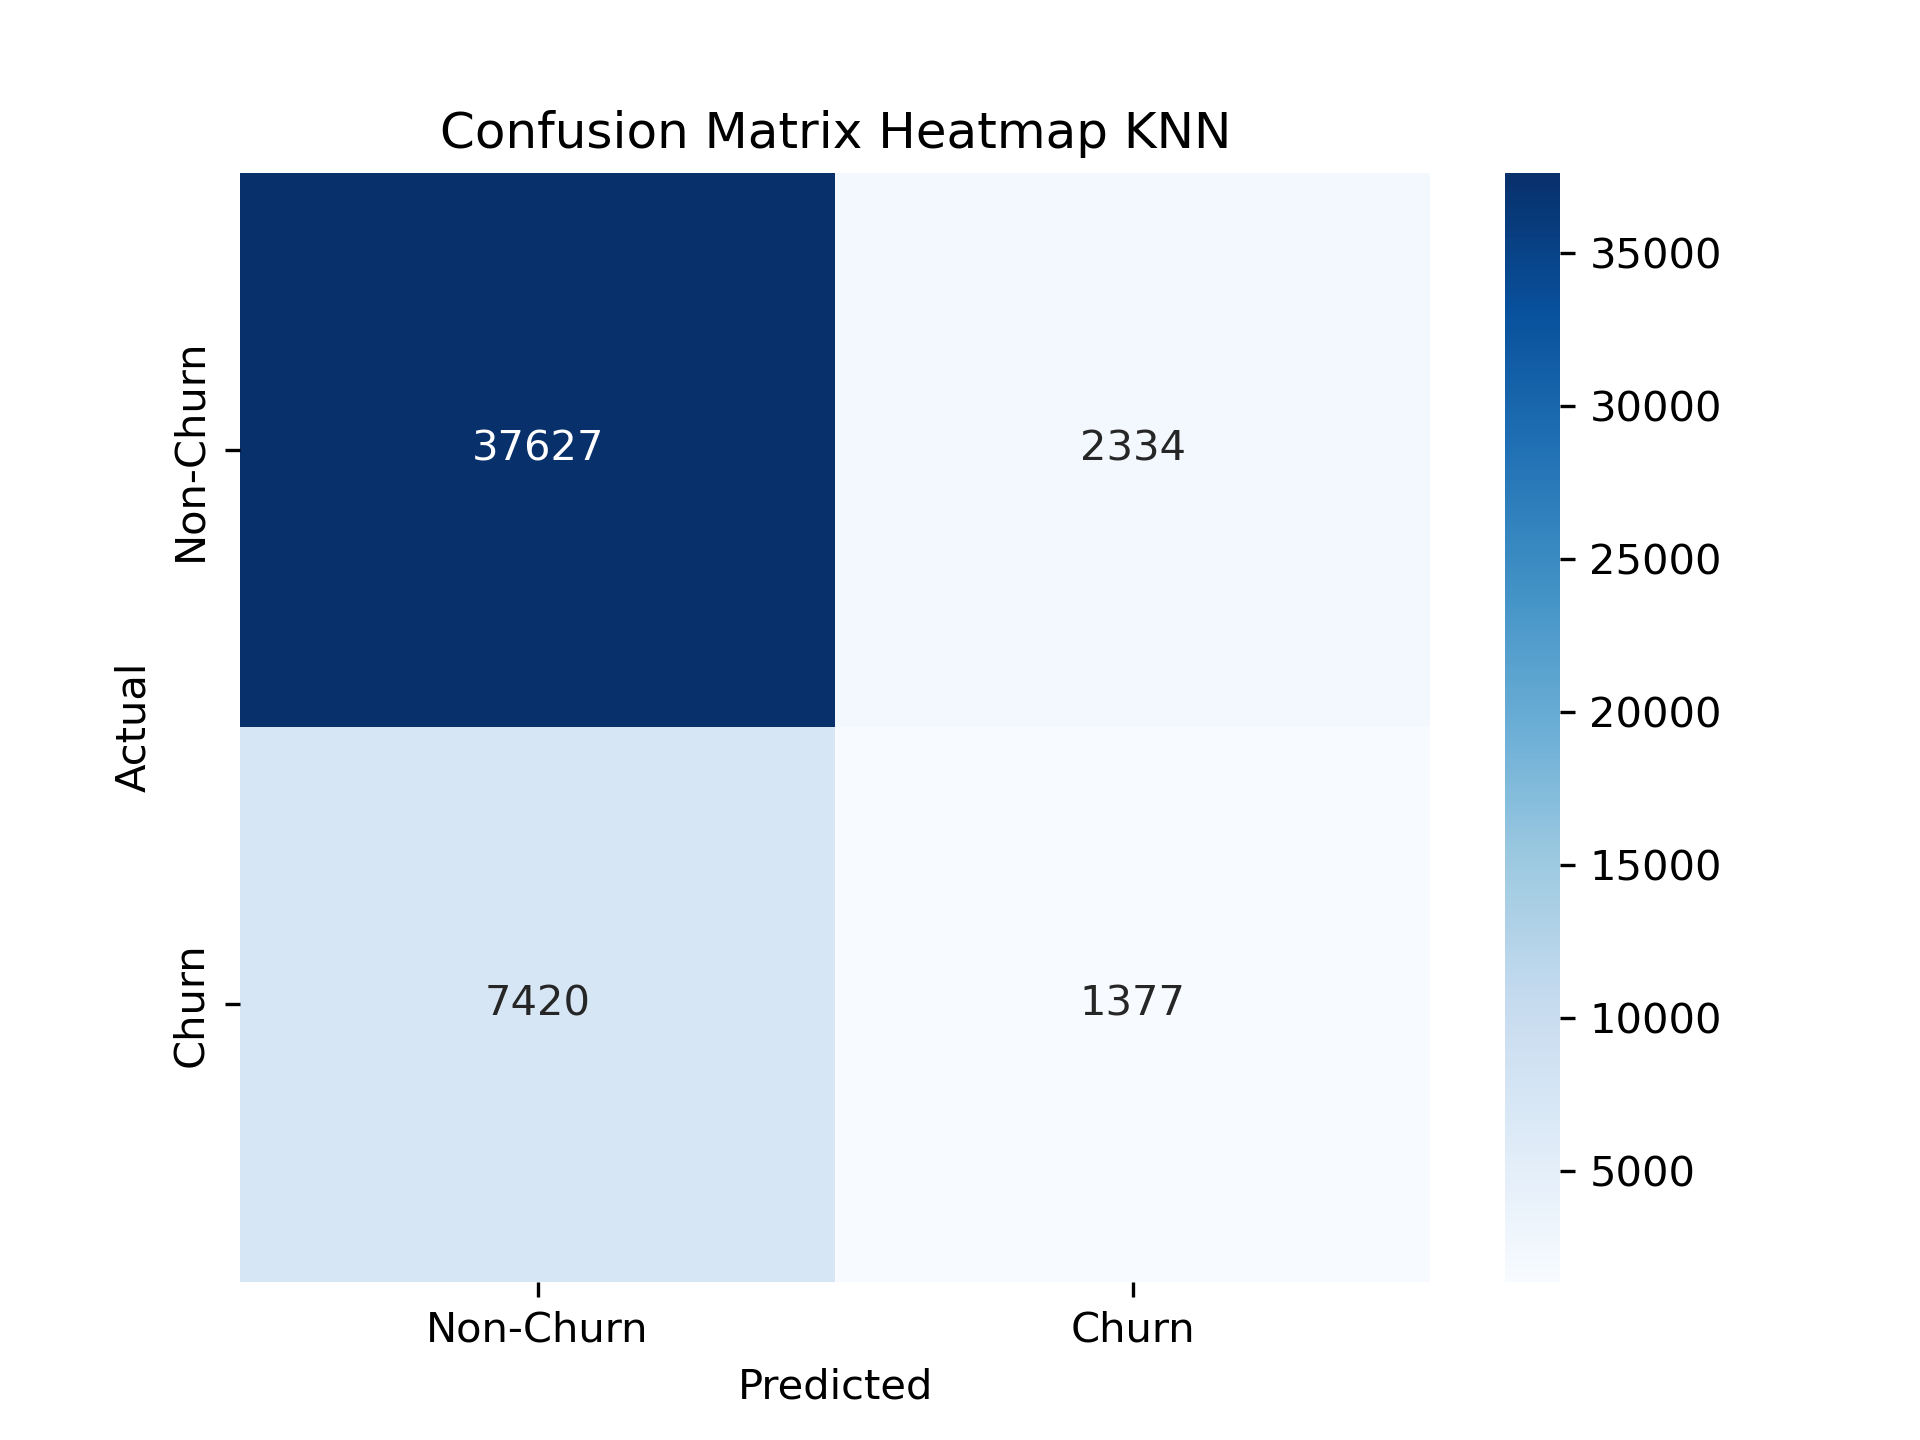 Confusion Matrix Heatmap KNN
Actual
Non-Churn
37627
2334
Churn
7420
1377
Non-Churn
Churn
Predicted
35000
30000
25000
20000
15000
10000
5000